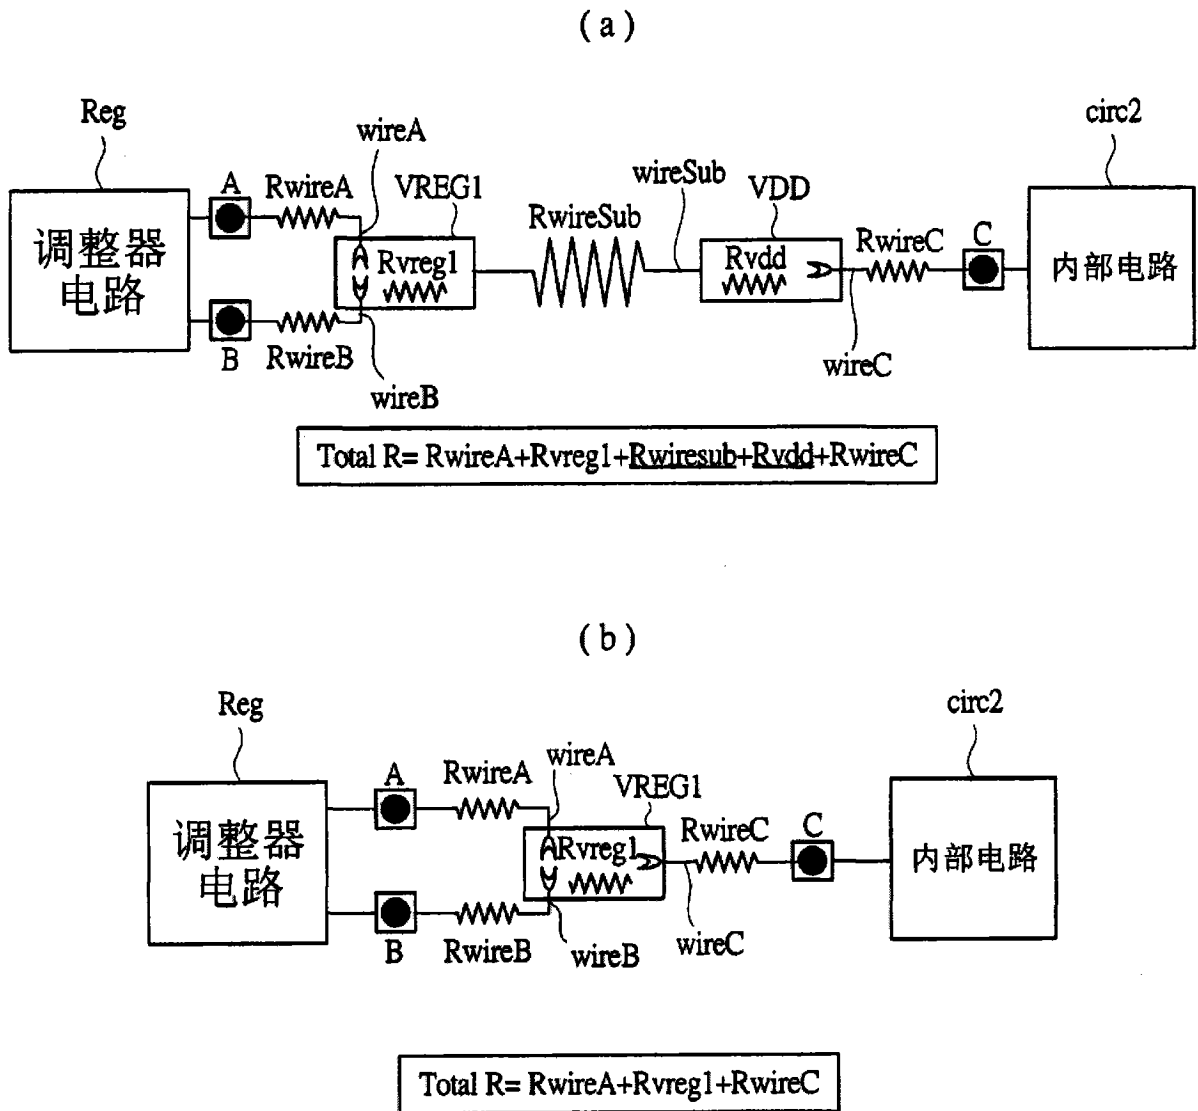 ( a )
Reg
circ2
wireA
wireSub
A
RwireA
VREG1
VDD
RwireSub
RwireC
C
调整器
电路
Rvreg1
Rvdd
内部电路
B
RwireB
wireB
wireC
Total R= RwireA+Rvreg1+Rwiresub+Rvdd+RwireC
( b )
Reg
circ2
A
RwireA
wireA
VREG1
RwireC
C
调整器
电路
Rvreg1
内部电路
B
RwireB
wireB
wireC
Total R= RwireA+Rvreg1+RwireC